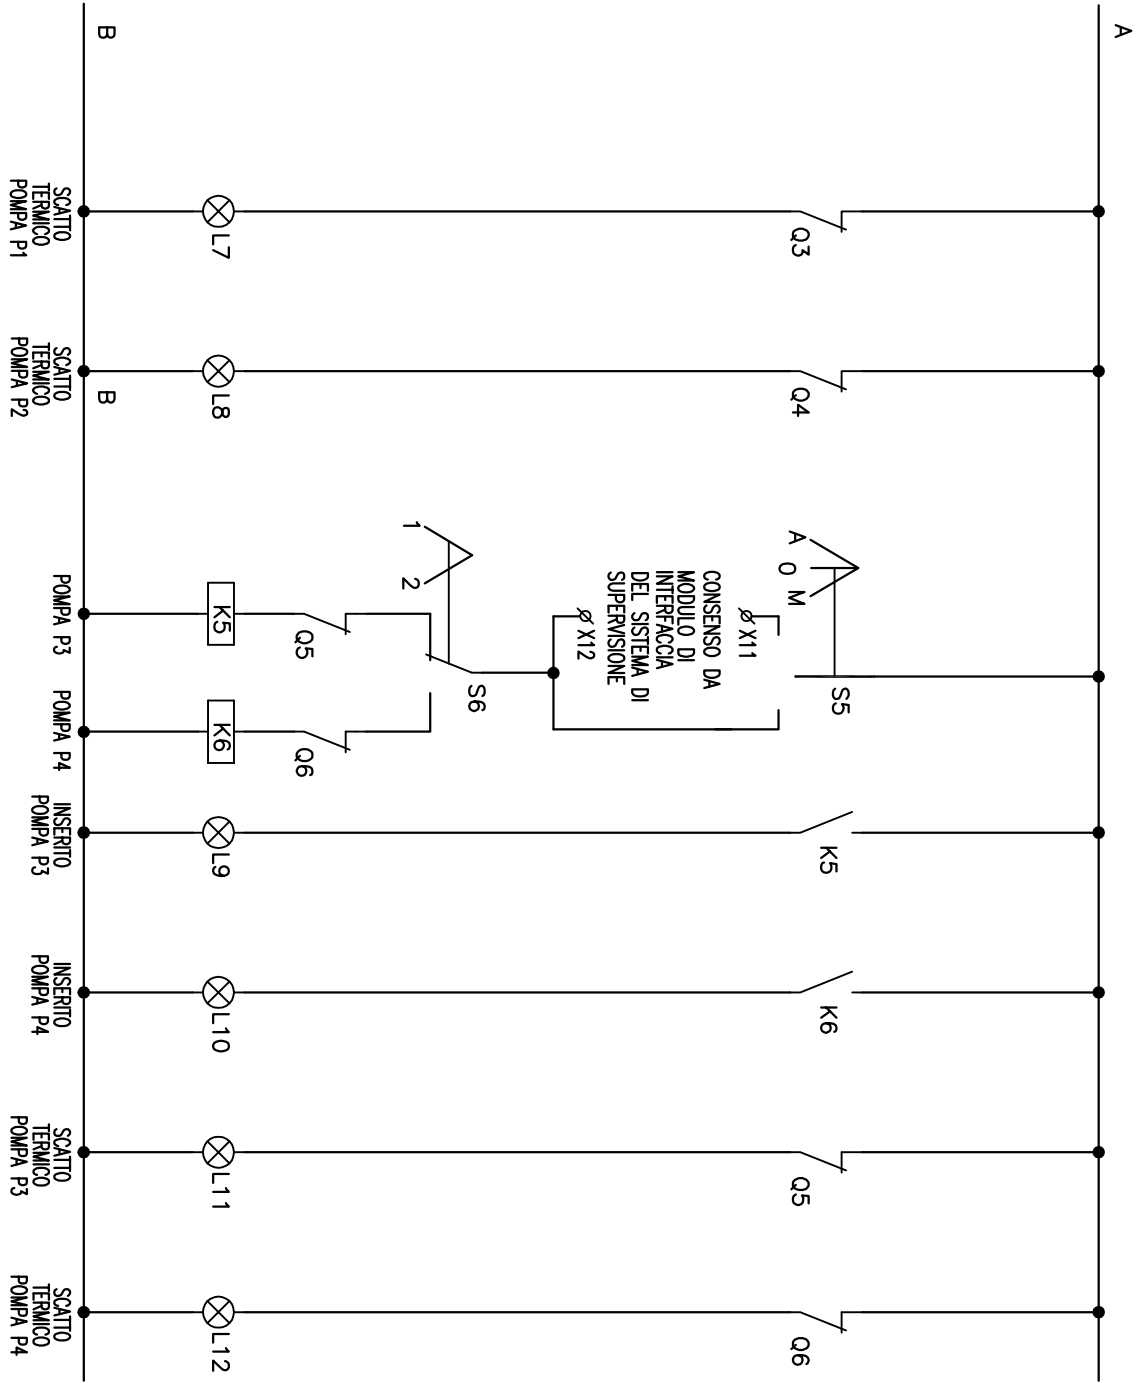 A
B
Q3
L7
SCATTO
TERMICO
POMPA P1
Q4
L8
B
SCATTO
TERMICO
POMPA P2
A
0
M
S5
X11
CONSENSO DA
MODULO DI
INTERFACCIA
DEL SISTEMA DI
SUPERVISIONE
X12
1
2
S6
Q5
K5
POMPA P3
Q6
K6
POMPA P4
K5
L9
INSERITO
POMPA P3
K6
L10
INSERITO
POMPA P4
Q5
L11
SCATTO
TERMICO
POMPA P3
Q6
L12
SCATTO
TERMICO
POMPA P4